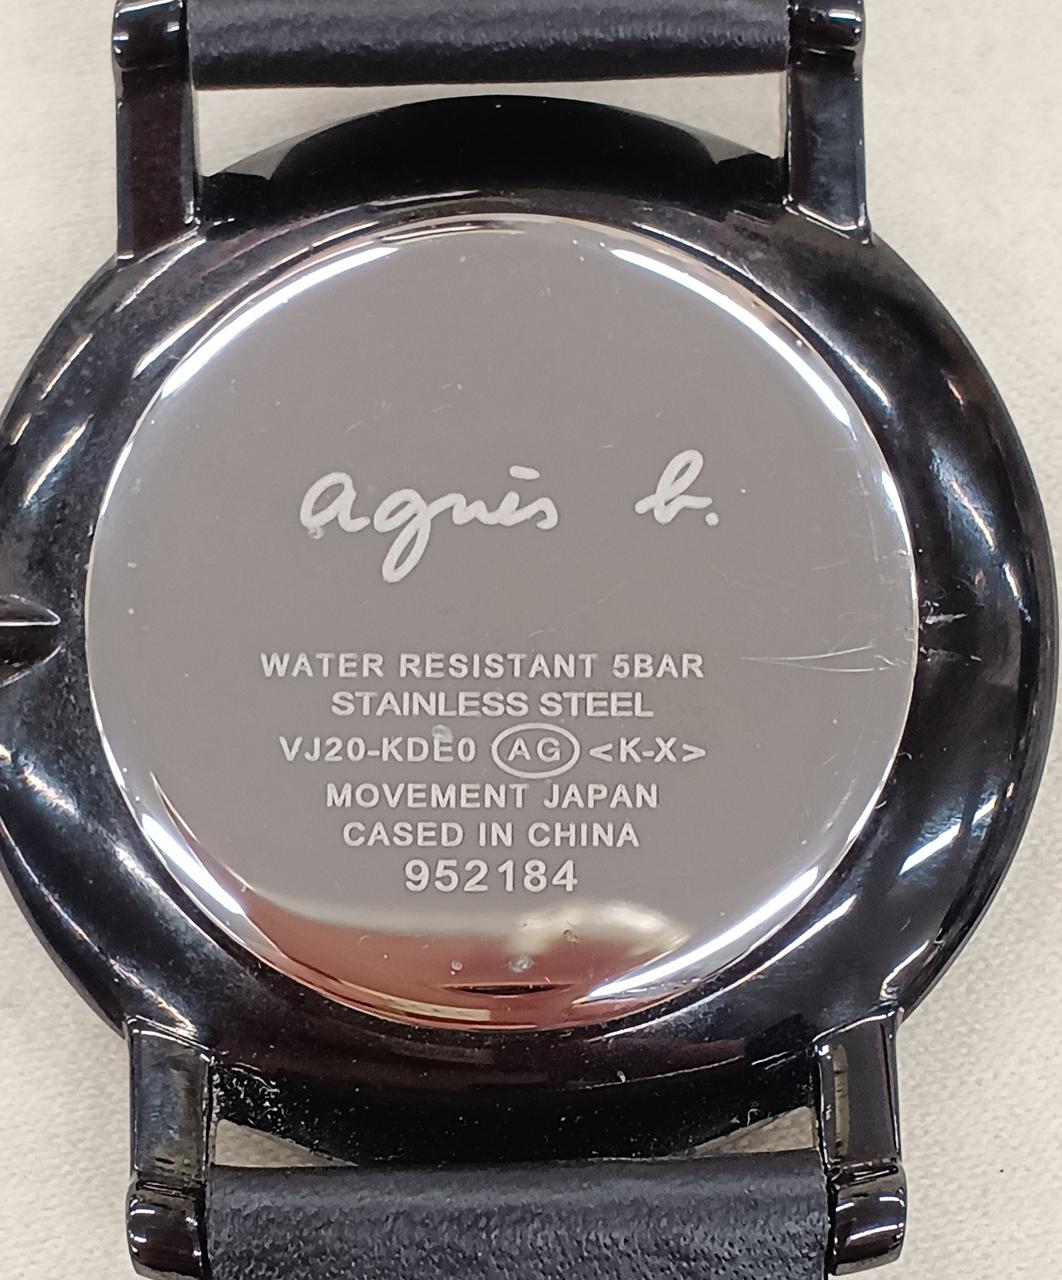 agnès b.
WATER RESISTANT 5BAR
STAINLESS STEEL
VJ20-KDE0 AG <K-X>
MOVEMENT JAPAN
CASED IN CHINA
952184